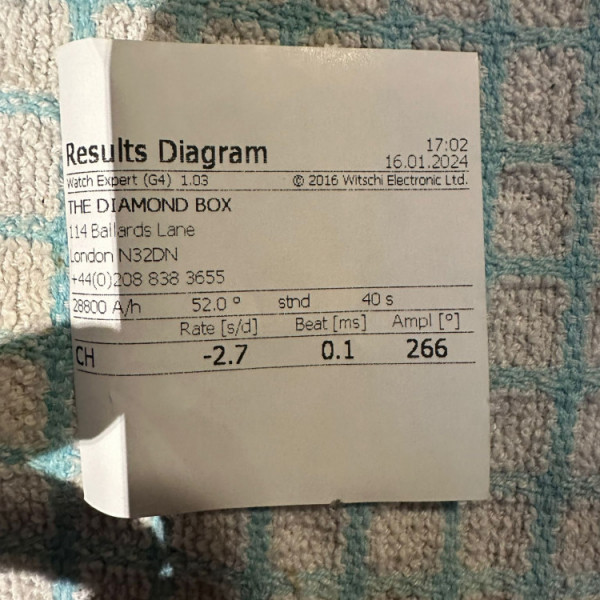 Results Diagram
17:02
16.01.2024
Watch Expert (G4) 1.03 © 2016 Witschi Electronic Ltd.
THE DIAMOND BOX
114 Ballards Lane
London N32DN
+44(0)208 838 3655
28800 A/h 52.0 ° stnd 40 s
Rate [s/d] Beat [ms] Ampl [°]
CH -2.7 0.1 266